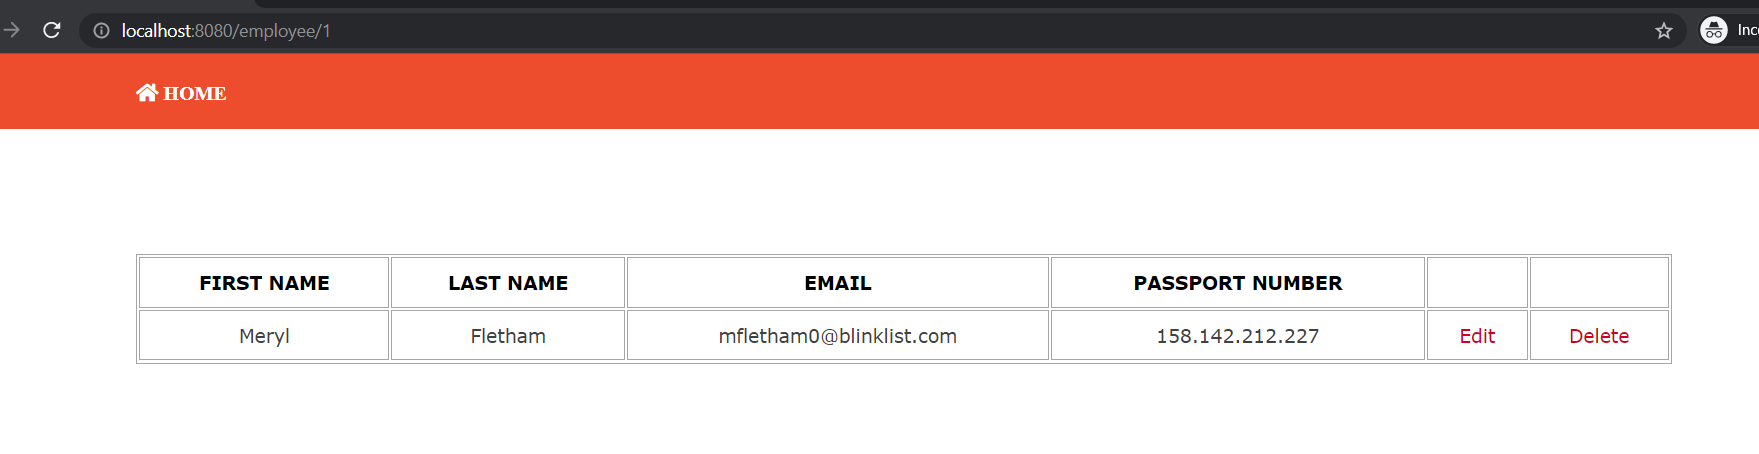 localhost:8080/employee/1
HOME
FIRST NAME LAST NAME EMAIL PASSPORT NUMBER
Meryl Fletham mfletham0@blinklist.com 158.142.212.227 Edit Delete